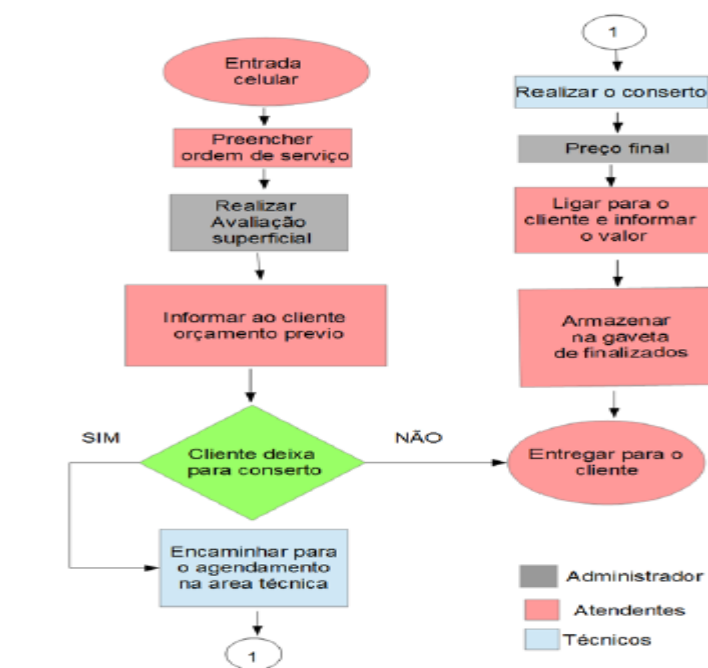 Entrada
celular
Preencher
ordem de serviço
Realizar
Avaliação
superficial
Informar ao cliente
orçamento previo
SIM
Cliente deixa
para conserto
NÃO
Encaminhar para
o agendamento
na area técnica
1
1
Realizar o conserto
Preço final
Ligar para o
cliente e informar
o valor
Armazenar
na gaveta
de finalizados
Entregar para o
cliente
Administrador
Atendentes
Técnicos